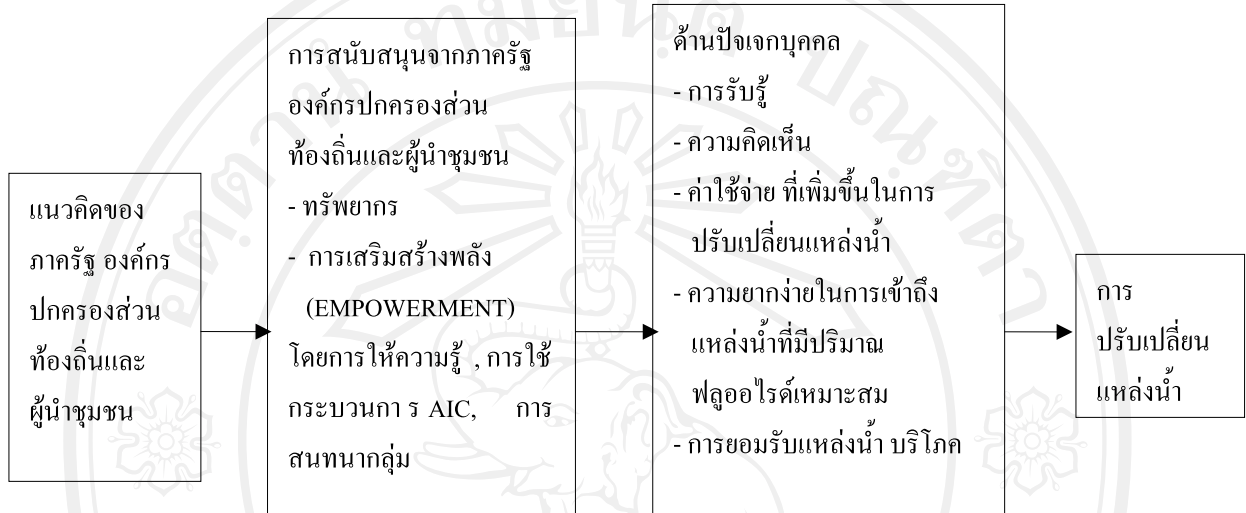 แนวคิดของ
ภาครัฐ องค์กร
ปกครองส่วน
ท้องถิ่นและ
ผู้นำชุมชน
การสนับสนุนจากภาครัฐ
องค์กรปกครองส่วน
ท้องถิ่นและผู้นำชุมชน
- ทรัพยากร
- การเสริมสร้างพลัง
(EMPOWERMENT)
โดยการให้ความรู้ , การใช้
กระบวนกา ร AIC, การ
สนทนากลุ่ม
ด้านปัจเจกบุคคล
- การรับรู้
- ความคิดเห็น
- ค่าใช้จ่าย ที่เพิ่มขึ้นในการ
ปรับเปลี่ยนแหล่งน้ำ
- ความยากง่ายในการเข้าถึง
แหล่งน้ำที่มีปริมาณ
ฟลูออไรด์เหมาะสม
- การยอมรับแหล่งน้ำ บริโภค
การ
ปรับเปลี่ยน
แหล่งน้ำ